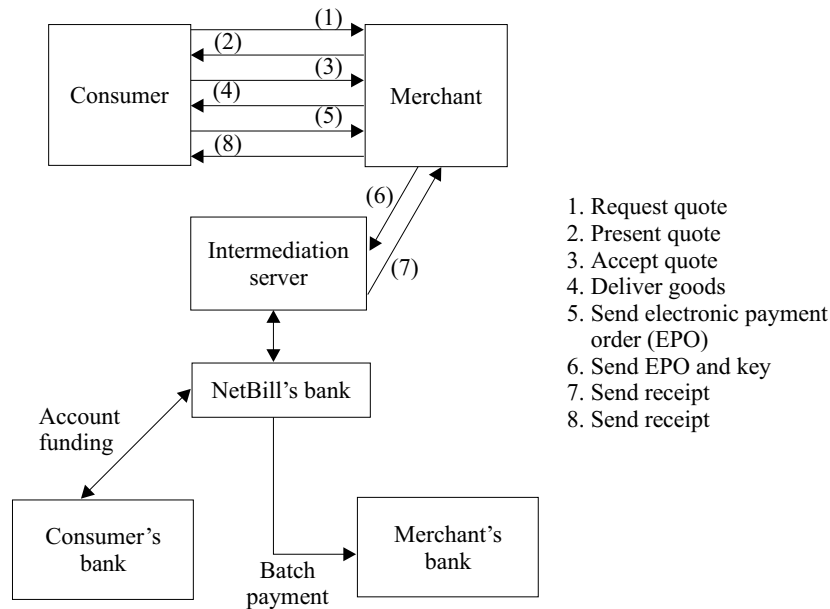 (1)
(2)
(3)
(4)
(5)
(8)
Consumer
Merchant
(6)
(7)
Intermediation
server
1. Request quote
2. Present quote
3. Accept quote
4. Deliver goods
5. Send electronic payment
order (EPO)
6. Send EPO and key
7. Send receipt
8. Send receipt
NetBill's bank
Account
funding
Consumer's
bank
Merchant's
bank
Batch
payment